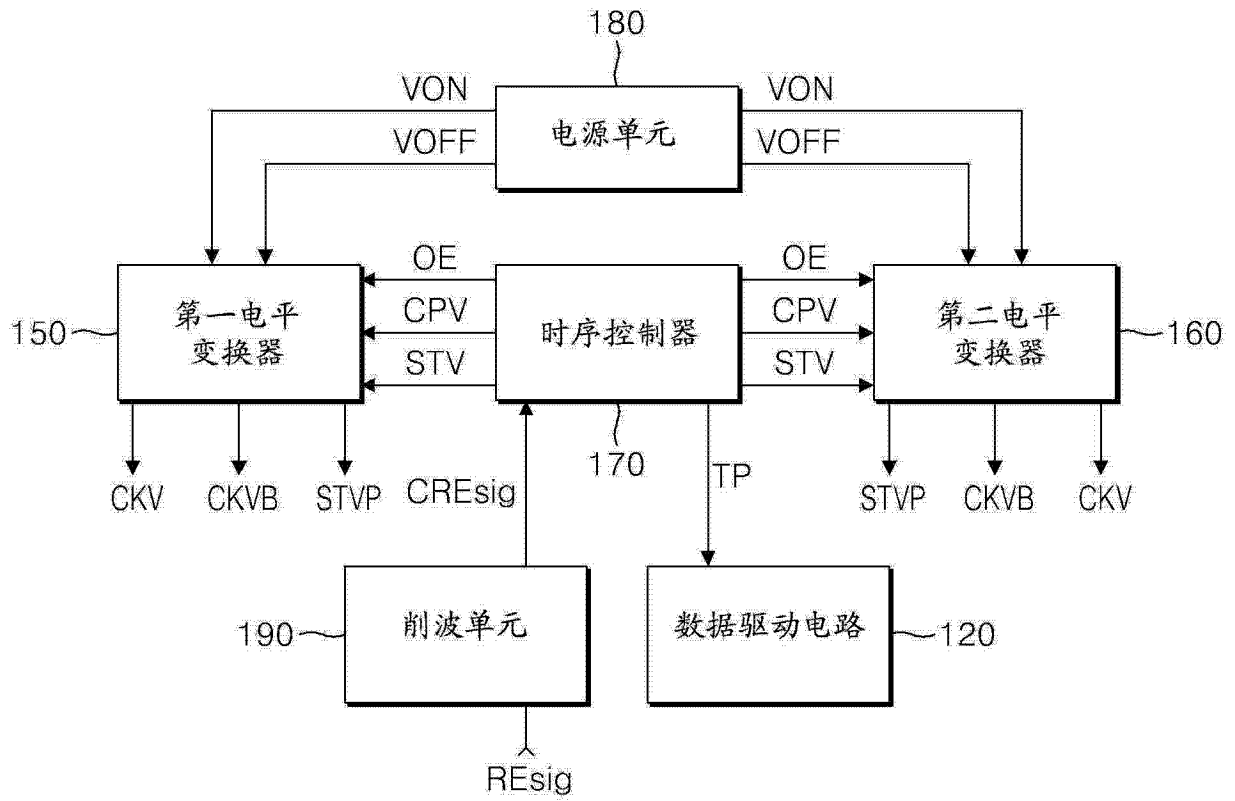 180
VON
VON
电源单元
VOFF
VOFF
OE
OE
第一电平
变换器
CPV
时序控制器
CPV
第二电平
变换器
150
160
STV
STV
170
CKV
CKVB
STVP
CREsig
TP
STVP
CKVB
CKV
190
削波单元
数据驱动电路
120
REsig